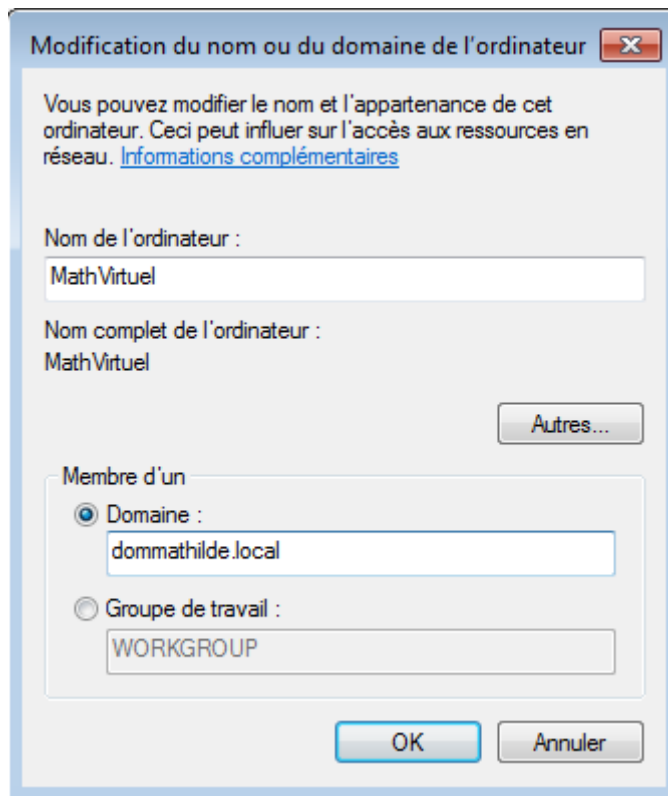 Modification du nom ou du domaine de l'ordinateur
Vous pouvez modifier le nom et l'appartenance de cet
ordinateur. Ceci peut influer sur l'accès aux ressources en
réseau. Informations complémentaires
Nom de l'ordinateur :
MathVirtuel
Nom complet de l'ordinateur :
MathVirtuel
Autres...
Membre d'un
Domaine :
dommathilde.local
Groupe de travail :
WORKGROUP
OK Annuler